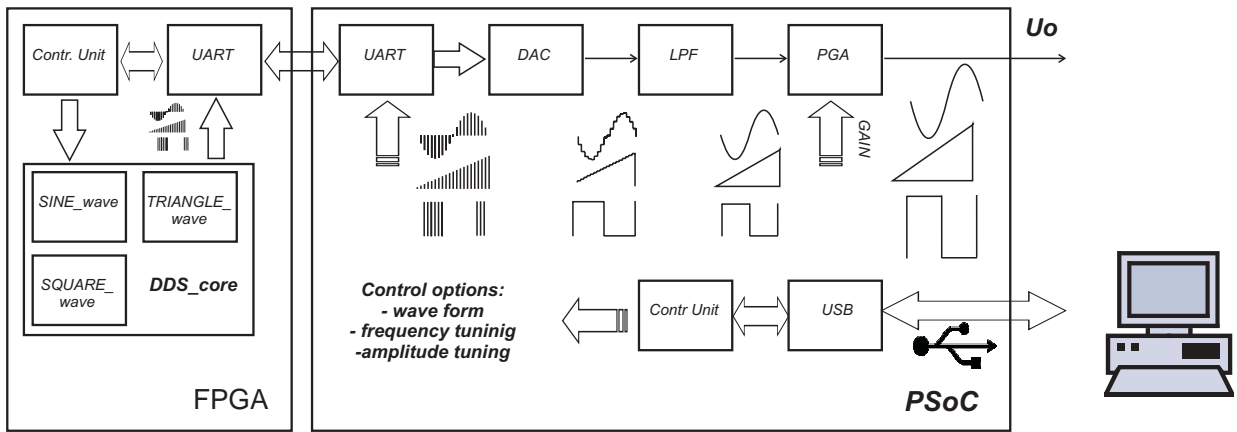 Contr. Unit
UART
SINE_wave
TRIANGLE_
wave
SQUARE_
wave
DDS_core
FPGA
UART
DAC
LPF
PGA
Uo
GAIN
Control options:
- wave form
- frequency tuninig
-amplitude tuning
Contr Unit
USB
PSoC